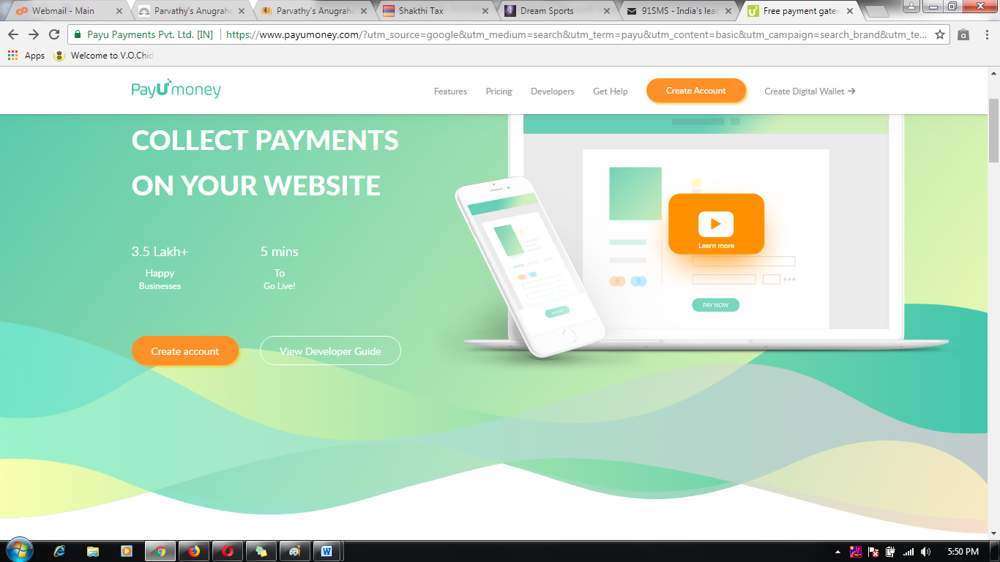 Webmail - Main
Parvathy's Anugraha
Parvathy's Anugraha
Shakthi Tax
Dream Sports
91SMS - India's lea
Free payment gatew
Payu Payments Pvt. Ltd. [IN]
https://www.payumoney.com/?utm_source=google&utm_medium=search&utm_term=payu&utm_content=basic&utm_campaign=search_brand&utm_te...
Apps
Welcome to V.O.Chid
PayUmoney
Features
Pricing
Developers
Get Help
Create Account
Create Digital Wallet →
COLLECT PAYMENTS
ON YOUR WEBSITE
3.5 Lakh+
Happy
Businesses
5 mins
To
Go Live!
Create account
View Developer Guide
Learn more
PAY NOW
5:50 PM